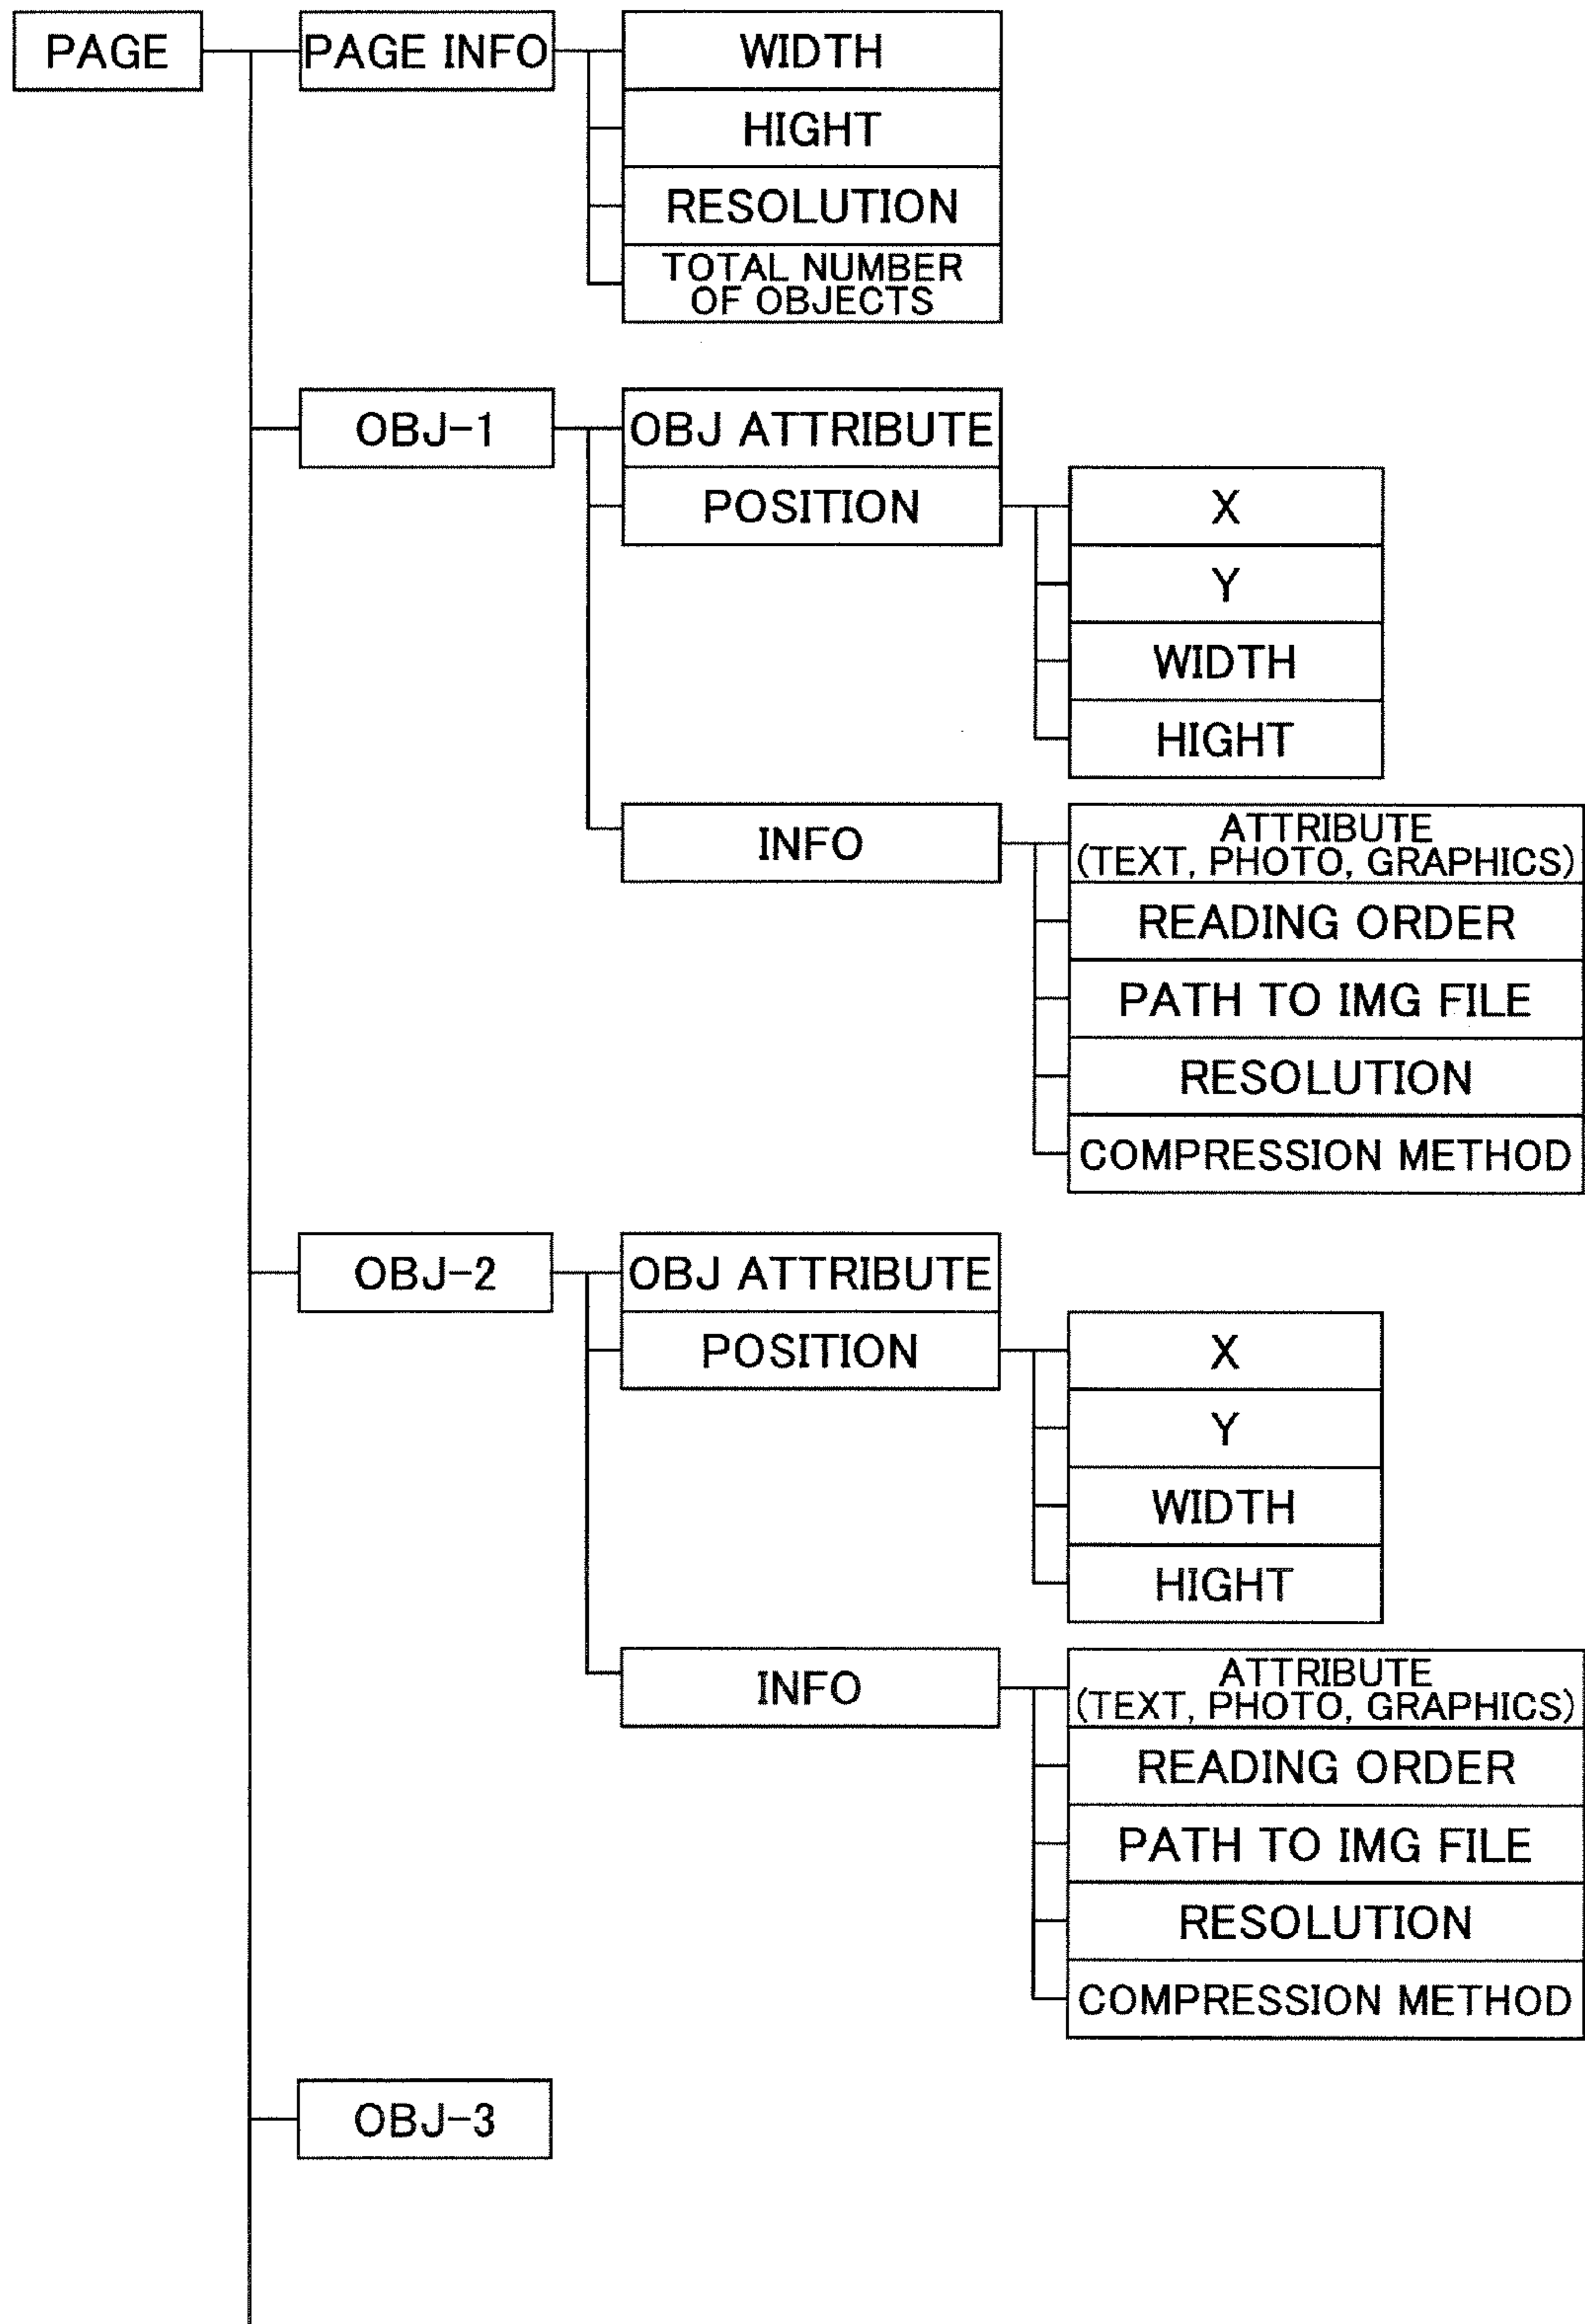 PAGE
PAGE INFO
WIDTH
HIGHT
RESOLUTION
TOTAL NUMBER
OF OBJECTS
OBJ-1
OBJ ATTRIBUTE
POSITION
X
Y
WIDTH
HIGHT
INFO
ATTRIBUTE
(TEXT, PHOTO, GRAPHICS)
READING ORDER
PATH TO IMG FILE
RESOLUTION
COMPRESSION METHOD
OBJ-2
OBJ ATTRIBUTE
POSITION
X
Y
WIDTH
HIGHT
INFO
ATTRIBUTE
(TEXT, PHOTO, GRAPHICS)
READING ORDER
PATH TO IMG FILE
RESOLUTION
COMPRESSION METHOD
OBJ-3